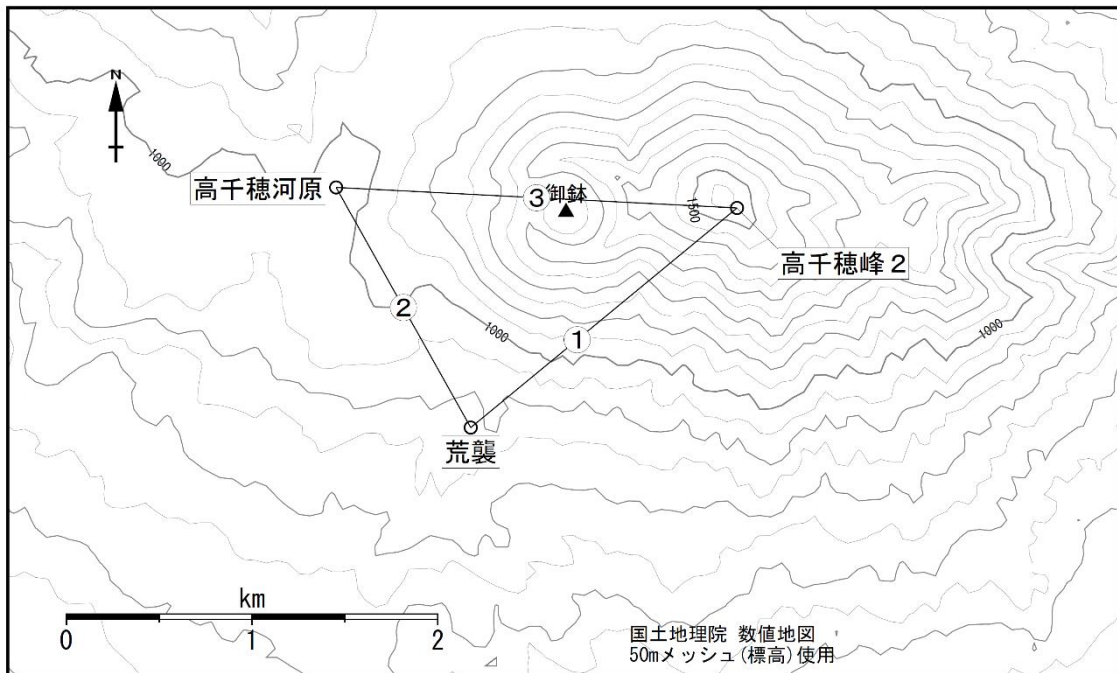 N
1000
高千穂河原
③
御鉢
1500
高千穂峰2
②
1000
①
1000
荒襲
km
0
1
2
国土地理院 数値地図
50mメッシュ(標高)使用